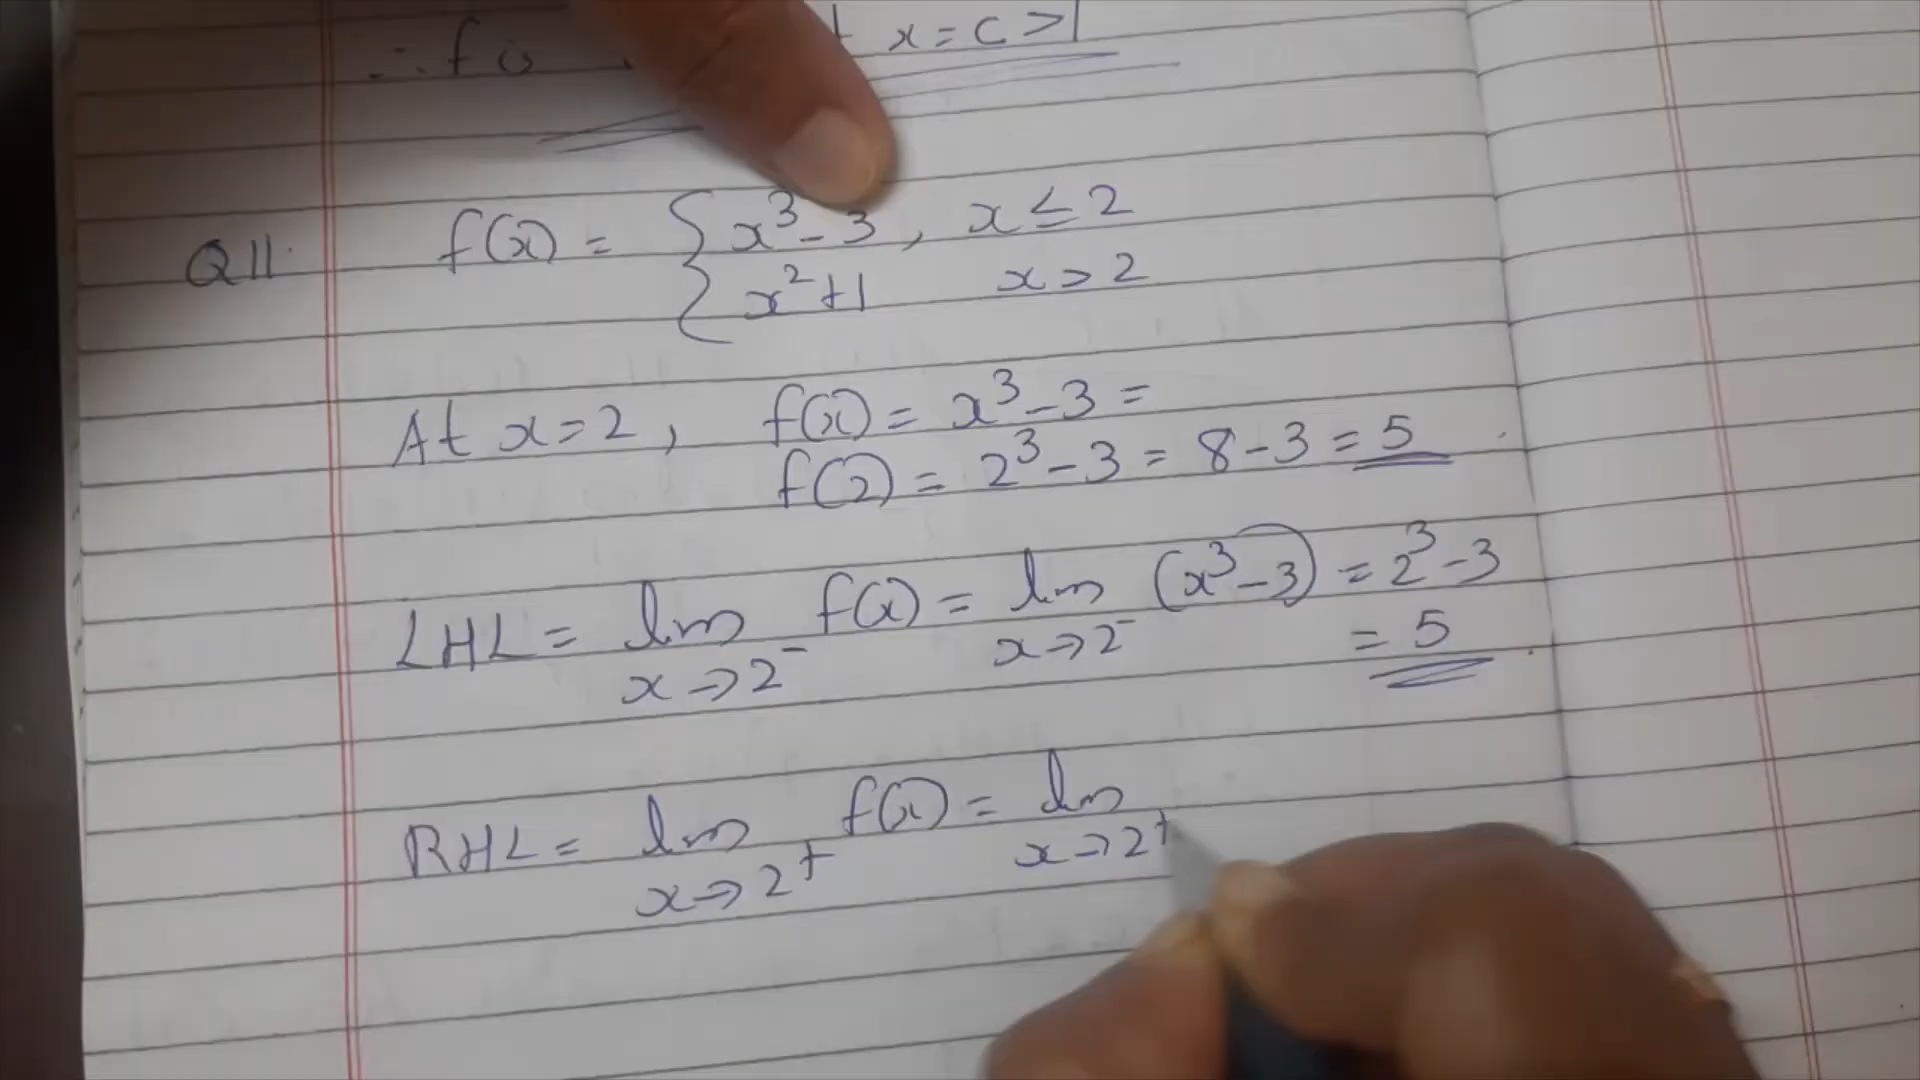 ∴ f is x = c > 1
Q11. f(x) = { x³ - 3, x ≤ 2
x² + 1 x > 2
At x = 2, f(x) = x³ - 3 =
f(2) = 2³ - 3 = 8 - 3 = 5
LHL = lim f(x) = lim (x³ - 3) = 2³ - 3
x → 2⁻ x → 2⁻ = 5
RHL = lim f(x) = lim
x → 2⁺ x → 2⁺